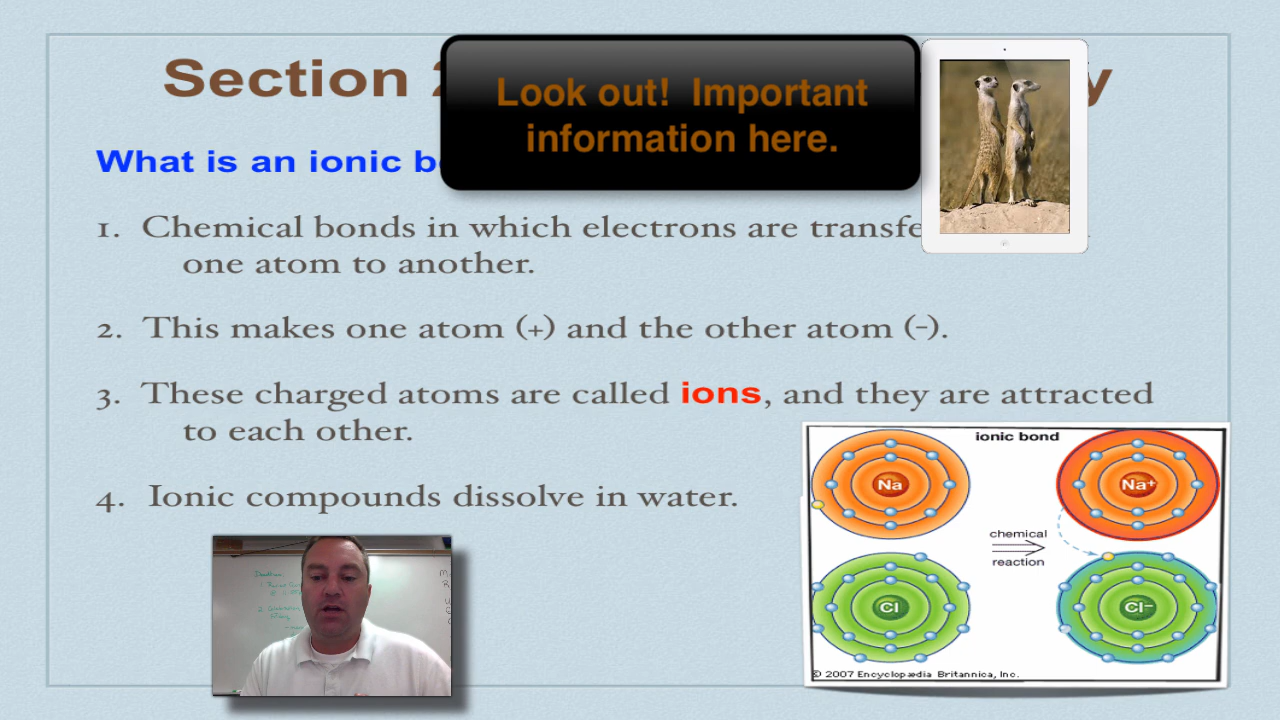 Section
Look out! Important
information here.
What is an ionic
1. Chemical bonds in which electrons are
one atom to another.
2. This makes one atom (+) and the other atom (-).
3. These charged atoms are called ions, and they are attracted
to each other.
4. Ionic compounds dissolve in water.
ionic bond
Na
Na+
chemical
reaction
Cl
Cl−
© 2007 Encyclopædia Britannica, Inc.